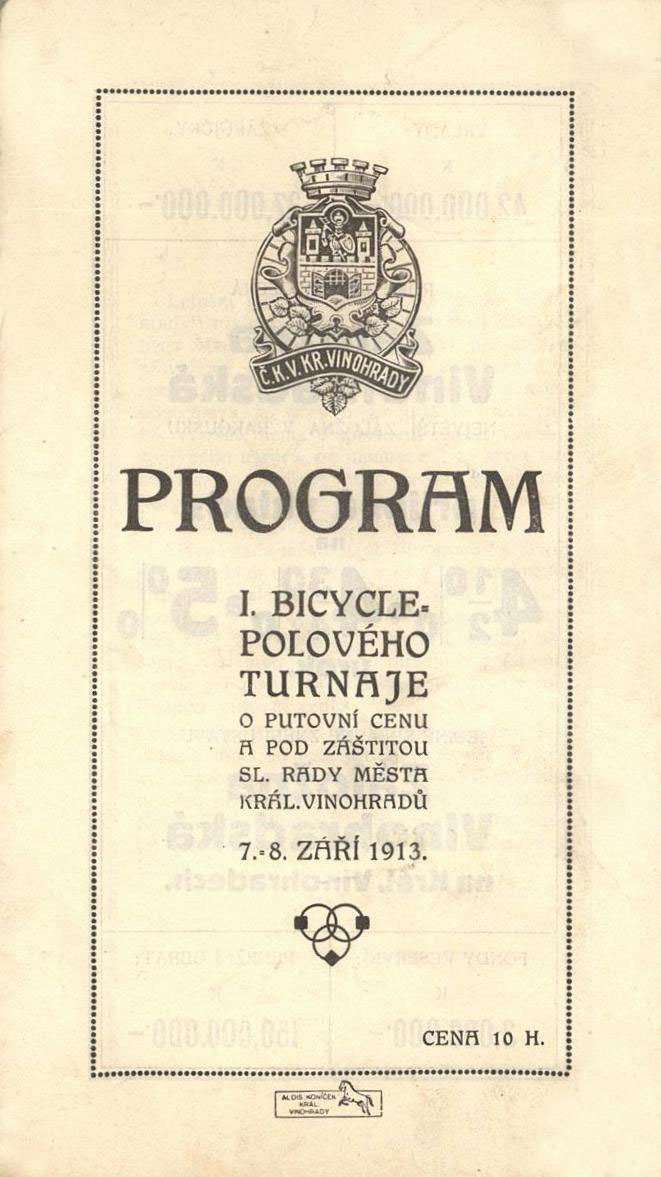 Č.K.V. KR. VINOHRADY
PROGRAM
I. BICYCLE-
POLOVÉHO
TURNAJE
O PUTOVNÍ CENU
A POD ZÁŠTITOU
SL. RADY MĚSTA
KRÁL. VINOHRADŮ
7.-8. ZÁŘÍ 1913.
CENA 10 H.
ALOIS KONÍČEK
KRÁL.
VINOHRADY